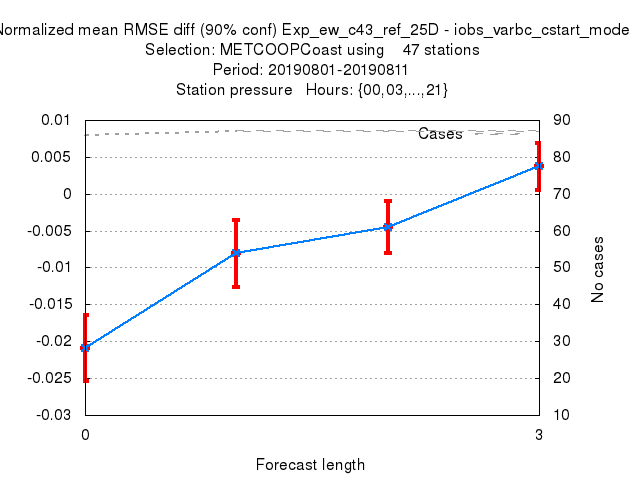 Normalized mean RMSE diff (90% conf) Exp_ew_c43_ref_25D - iobs_varbc_cstart_mode
Selection: METCOOPCoast using 47 stations
Period: 20190801-20190811
Station pressure Hours: {00,03,...,21}
0.01
0.005
0
-0.005
-0.01
-0.015
-0.02
-0.025
-0.03
Cases
90
80
70
60
50
40
30
20
10
No cases
0
3
Forecast length